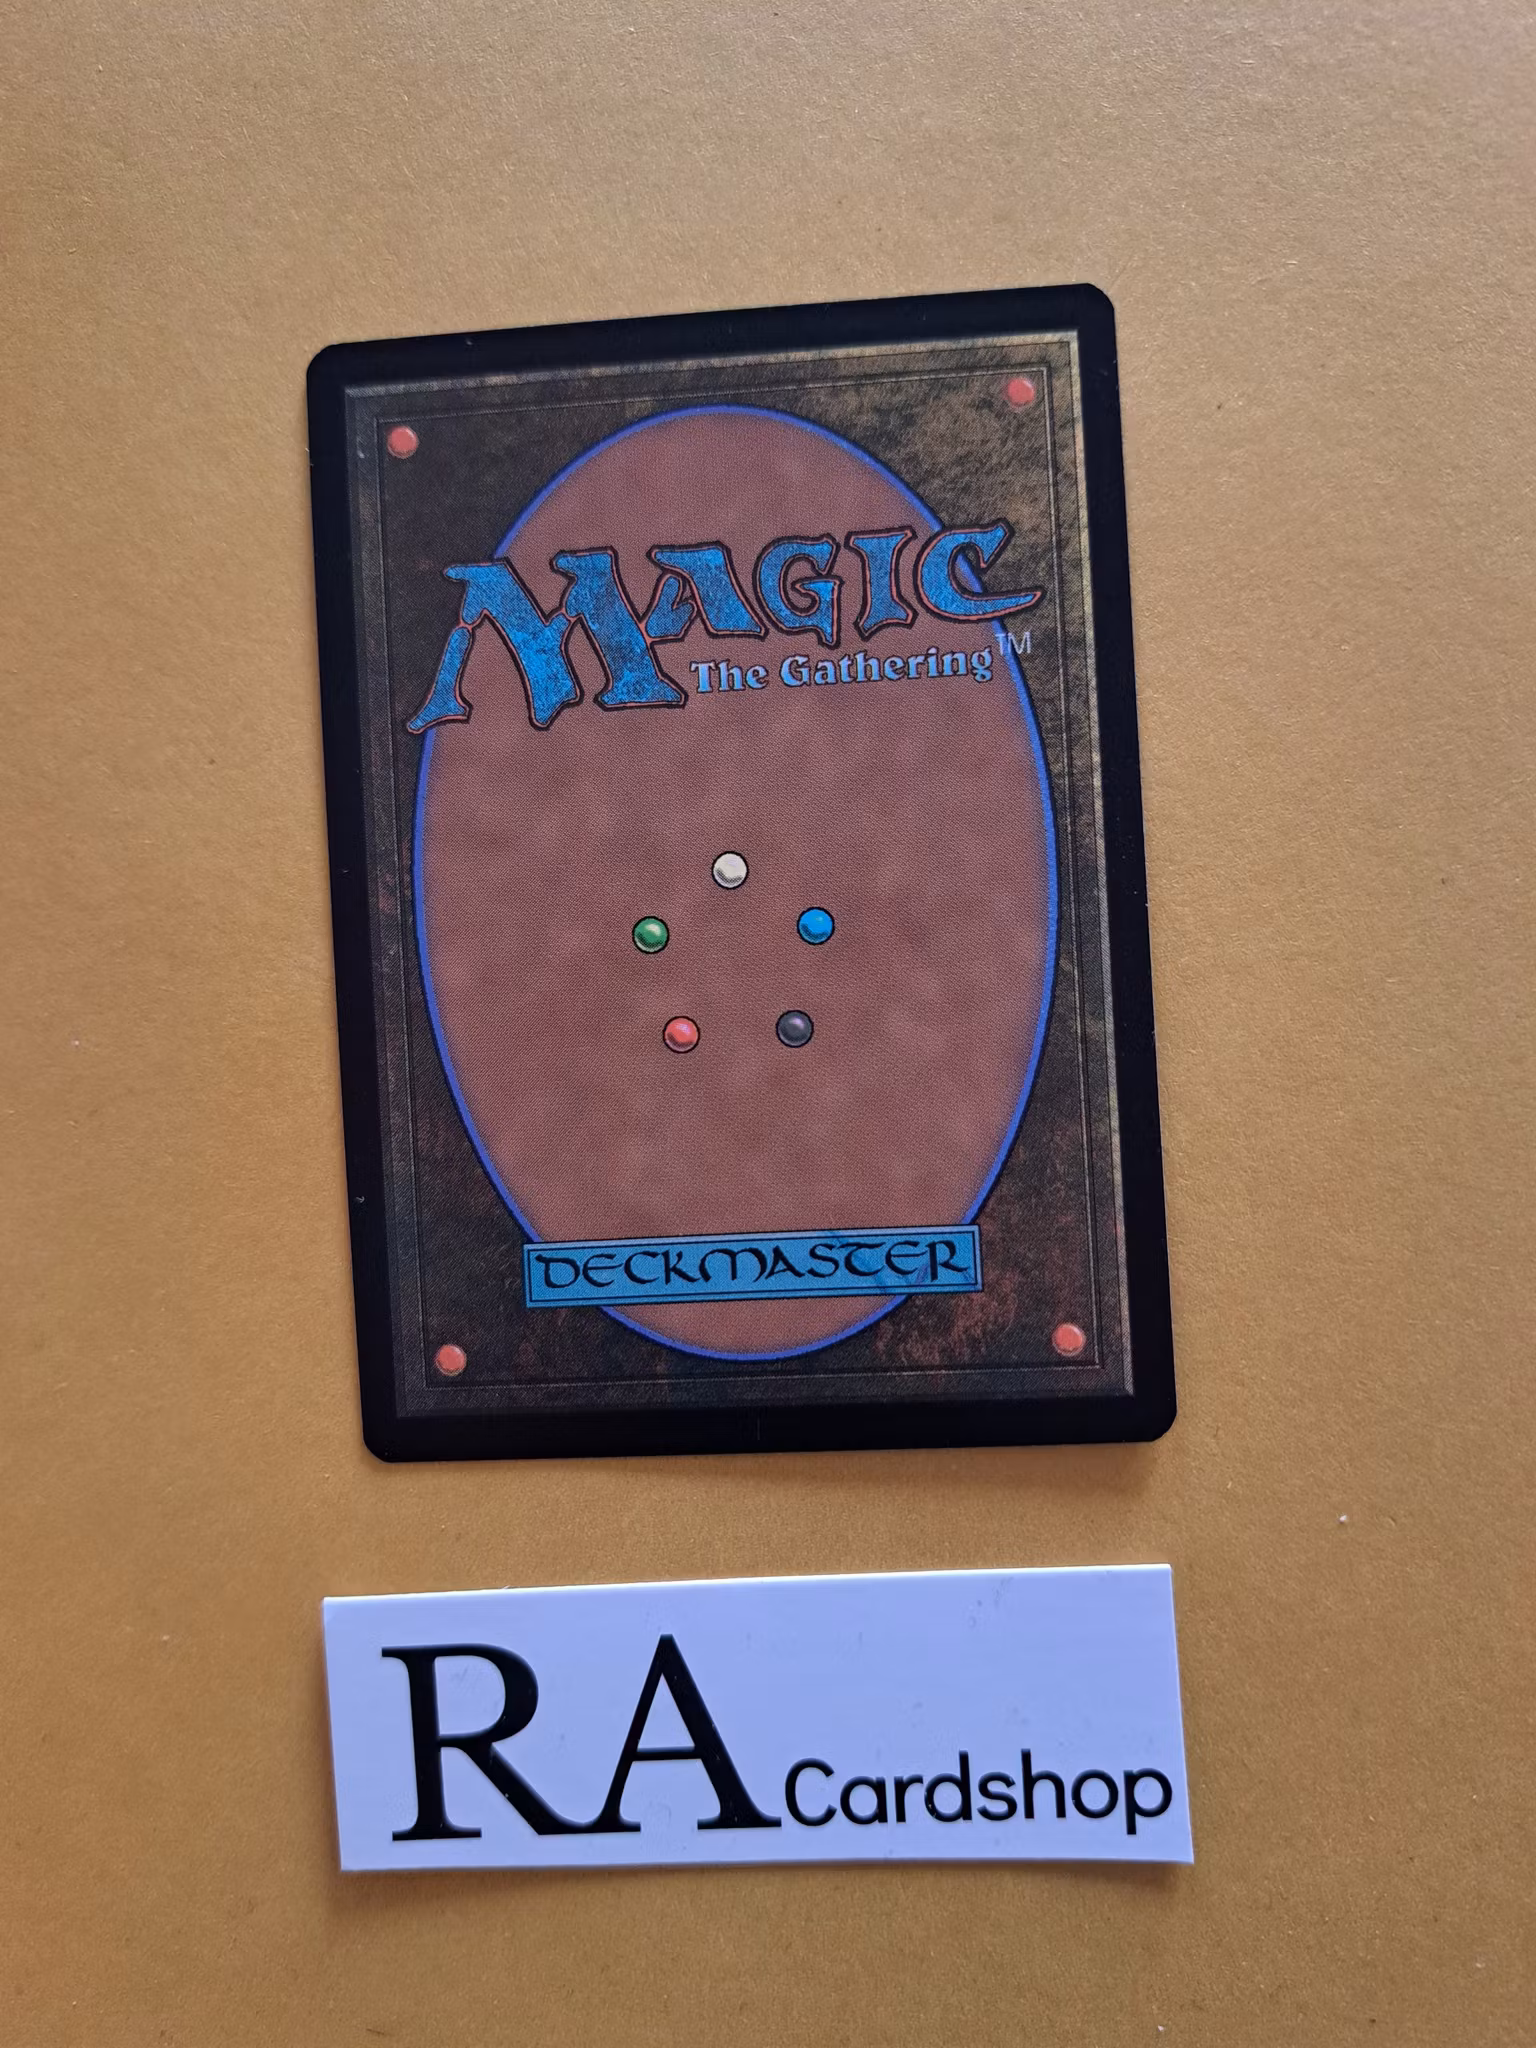 MAGIC
The Gathering™
DECKMASTER
RA Cardshop